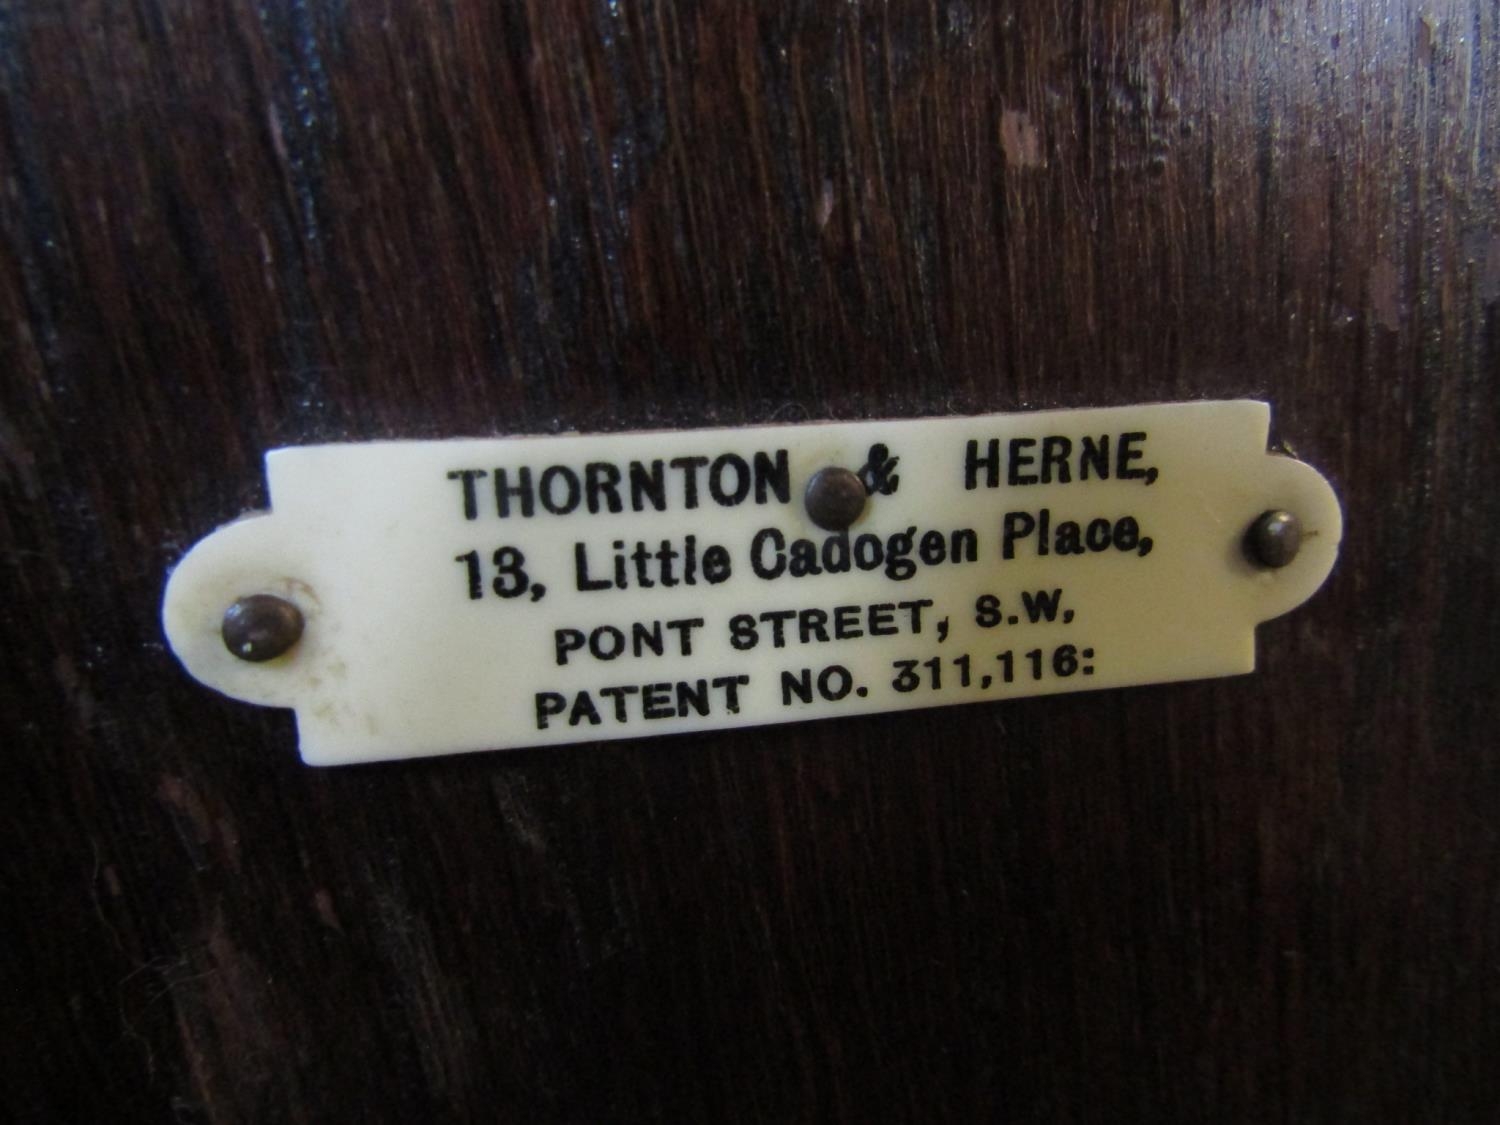 THORNTON & HERNE,
13, Little Cadogen Place,
PONT STREET, S.W,
PATENT NO. 311,116: